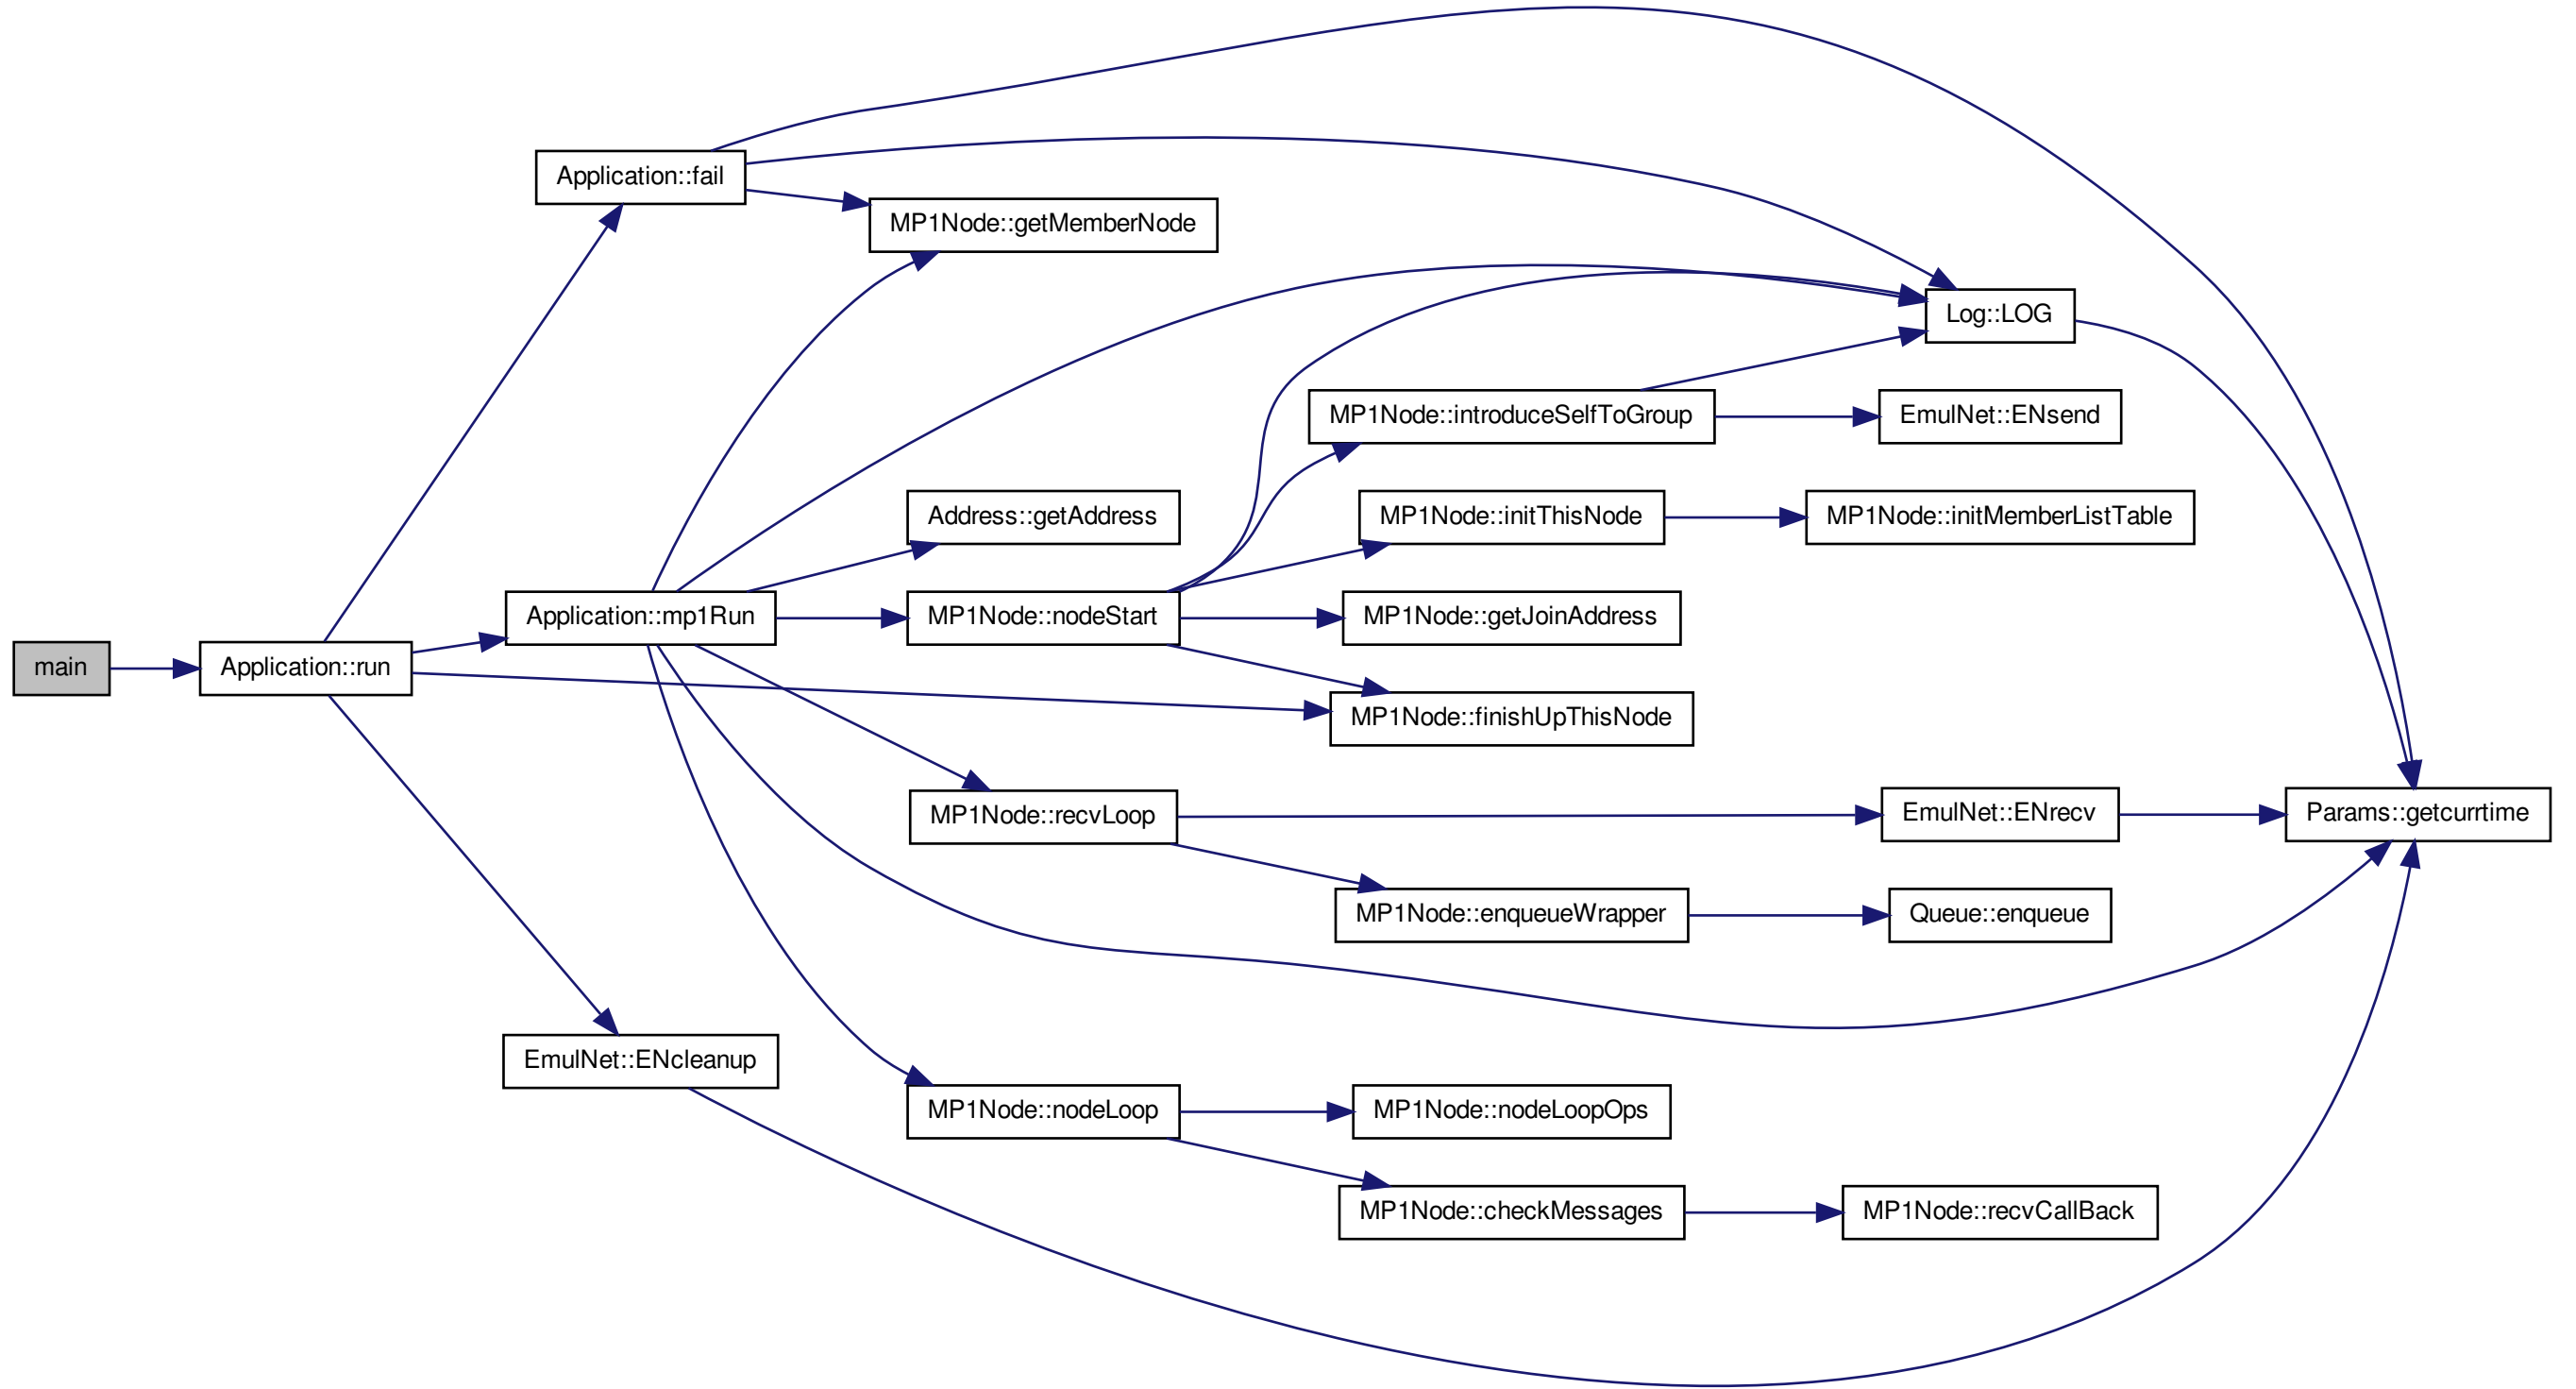 Application::fail
MP1Node::getMemberNode
Log::LOG
MP1Node::introduceSelfToGroup
EmulNet::ENsend
Address::getAddress
MP1Node::initThisNode
MP1Node::initMemberListTable
Application::mp1Run
MP1Node::nodeStart
MP1Node::getJoinAddress
main
Application::run
MP1Node::finishUpThisNode
MP1Node::recvLoop
EmulNet::ENrecv
Params::getcurrtime
MP1Node::enqueueWrapper
Queue::enqueue
EmulNet::ENcleanup
MP1Node::nodeLoop
MP1Node::nodeLoopOps
MP1Node::checkMessages
MP1Node::recvCallBack